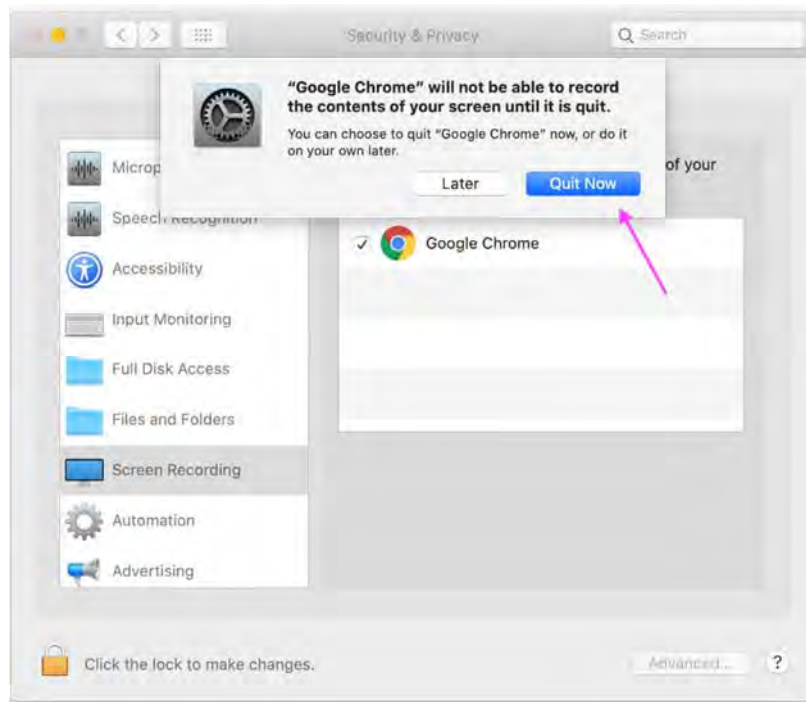 Security & Privacy
Search
“Google Chrome” will not be able to record
the contents of your screen until it is quit.
You can choose to quit “Google Chrome” now, or do it
on your own later.
Later
Quit Now
of your
Microp
Speech Recognition
Accessibility
Input Monitoring
Full Disk Access
Files and Folders
Screen Recording
Automation
Advertising
Google Chrome
Click the lock to make changes.
Advanced...
?